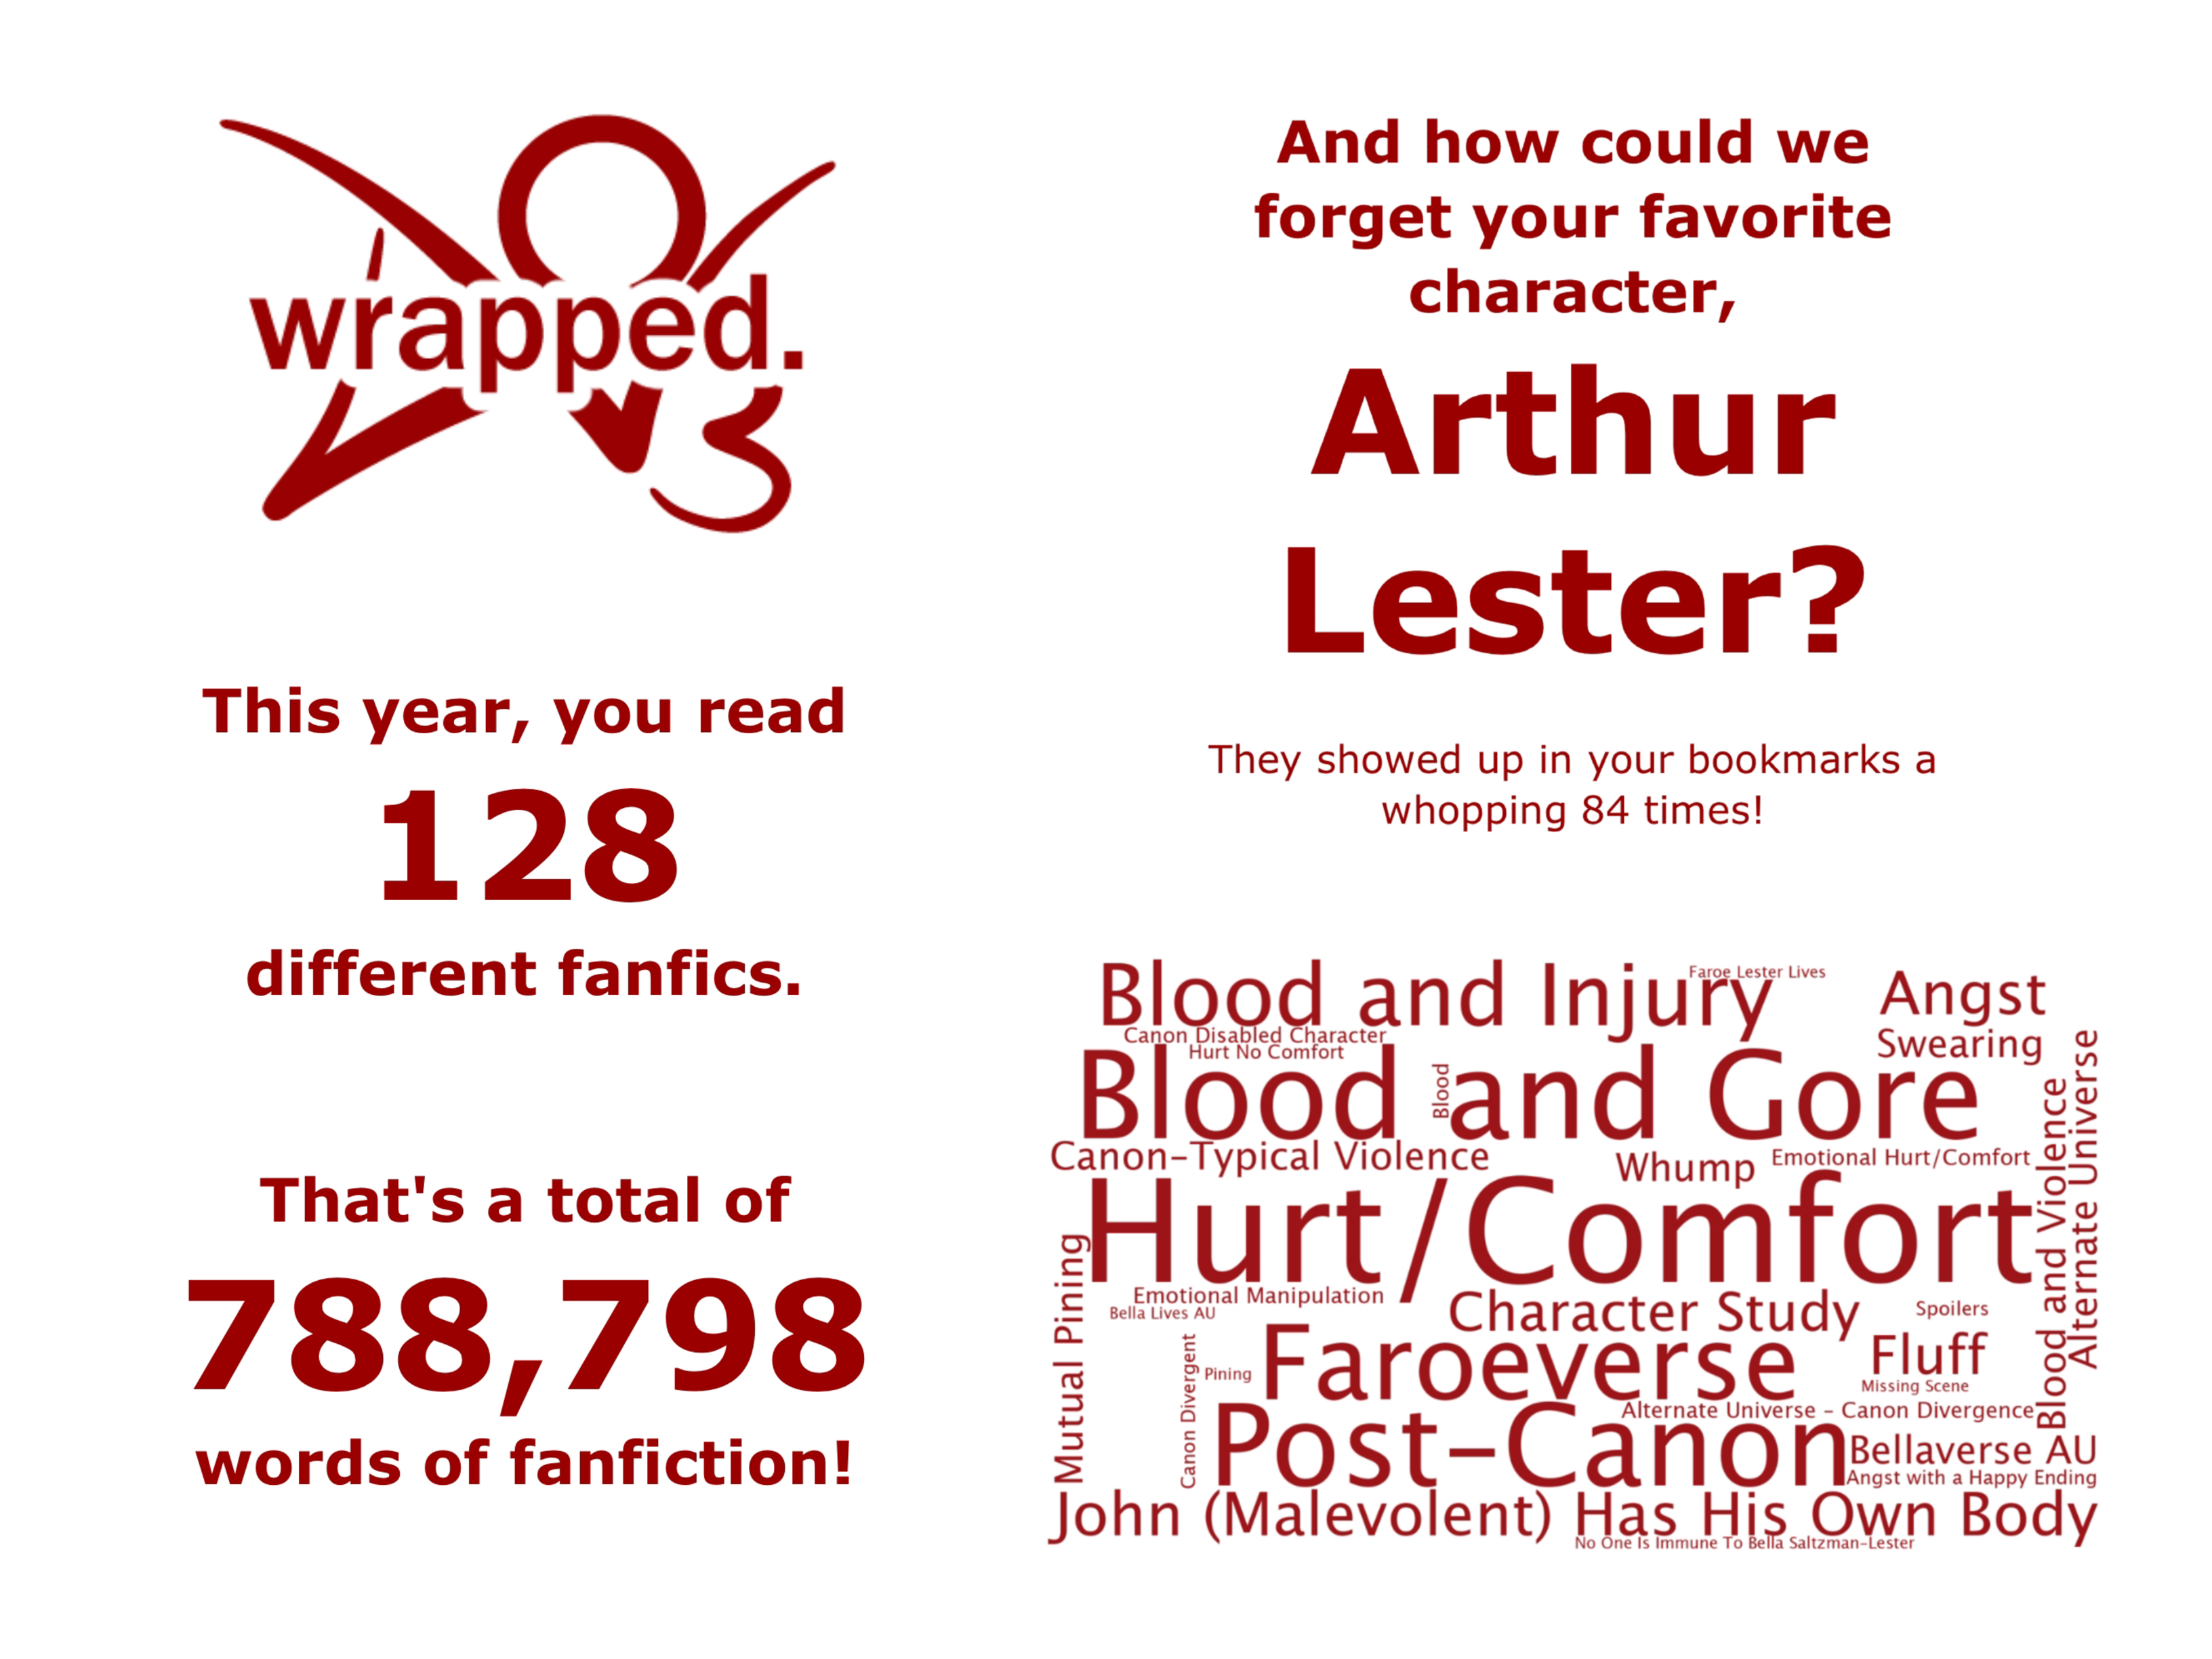 wrapped.
This year, you read
128
different fanfics.
That's a total of
788,798
words of fanfiction!
And how could we
forget your favorite
character,
Arthur
Lester?
They showed up in your bookmarks a
whopping 84 times!
Blood and Injury
Faroe Lester Lives
Angst
Canon Disabled Character
Swearing
Hurt No Comfort
Blood and Gore
Blood
Canon-Typical Violence
Whump
Emotional Hurt/Comfort
Blood and Violence
Alternate Universe
Hurt/Comfort
Mutual Pining
Emotional Manipulation
Bella Lives AU
Character Study
Spoilers
Canon Divergent
Pining
Faroeverse
Fluff
Missing Scene
Alternate Universe - Canon Divergence
Post-Canon
Bellaverse AU
Angst with a Happy Ending
John (Malevolent) Has His Own Body
No One Is Immune To Bella Saltzman-Lester